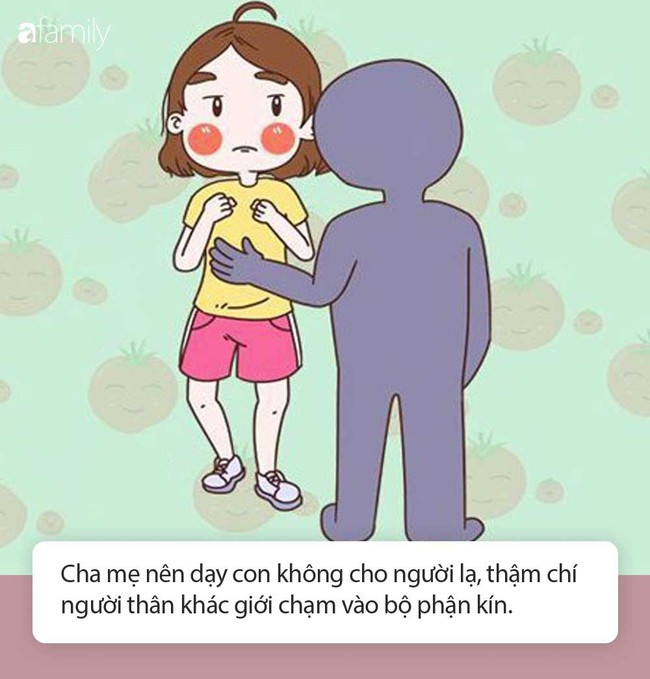 afamily
Cha mẹ nên dạy con không cho người lạ, thậm chí
người thân khác giới chạm vào bộ phận kín.